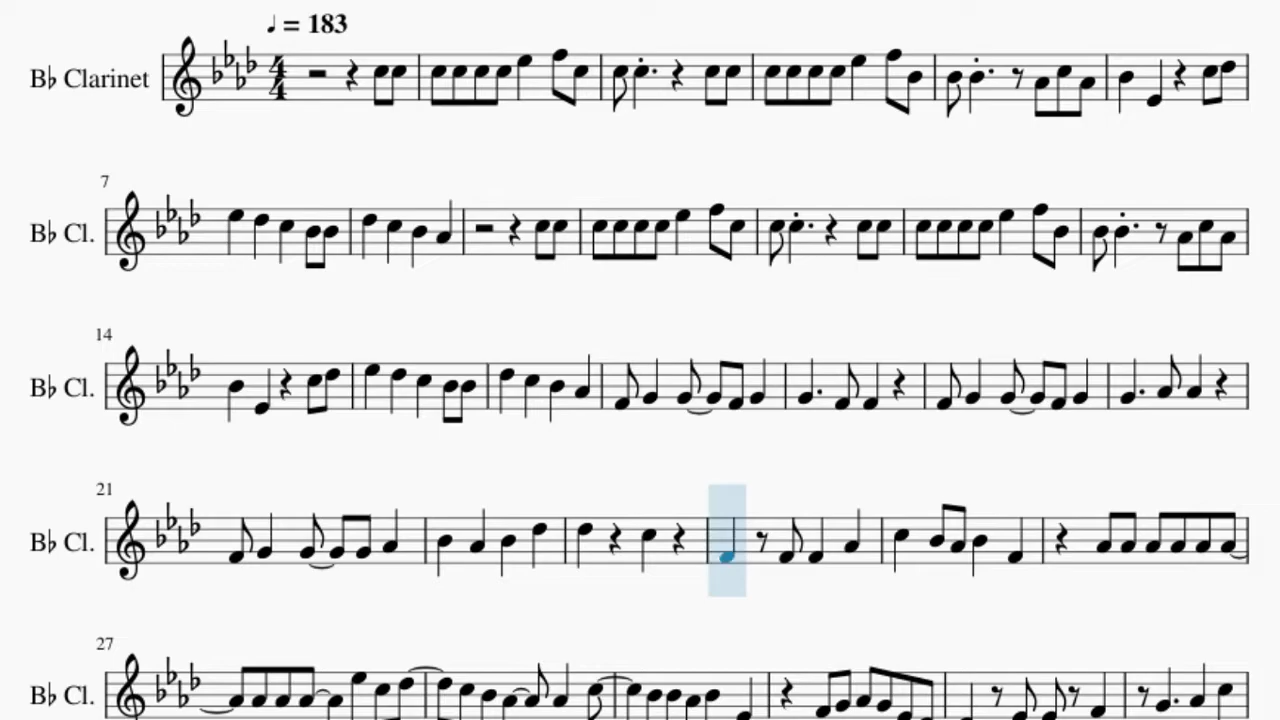 ♩ = 183
B♭ Clarinet
4
4
7
B♭ Cl.
14
B♭ Cl.
21
B♭ Cl.
27
B♭ Cl.